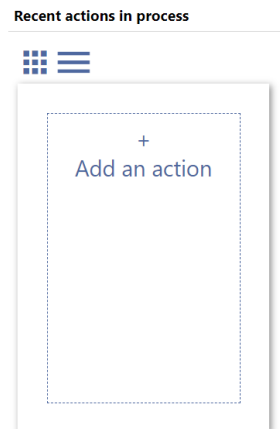 Recent actions in process
+
Add an action